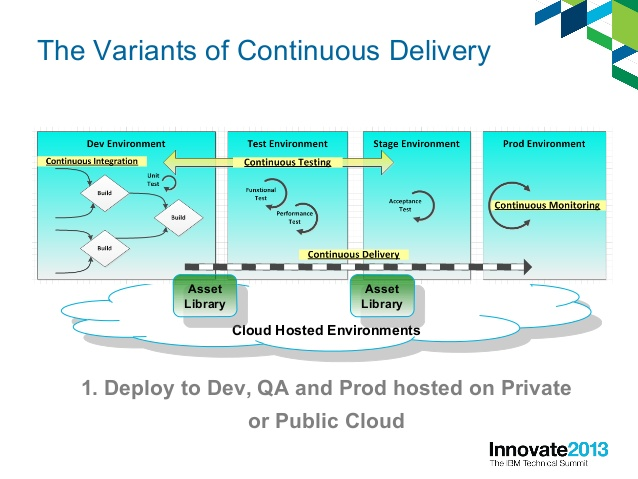 The Variants of Continuous Delivery
Dev Environment
Test Environment
Stage Environment
Prod Environment
Continuous Integration
Continuous Testing
Unit
Test
Build
Build
Build
Functional
Test
Performance
Test
Acceptance
Test
Continuous Monitoring
Continuous Delivery
Asset
Library
Asset
Library
Cloud Hosted Environments
1. Deploy to Dev, QA and Prod hosted on Private
or Public Cloud
Innovate2013
The IBM Technical Summit